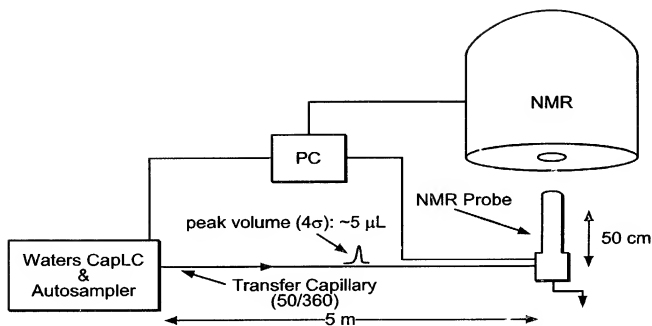 NMR
PC
NMR Probe
peak volume (4σ): ~5 μL
50 cm
Waters CapLC
&
Autosampler
Transfer Capillary
(50/360)
5 m